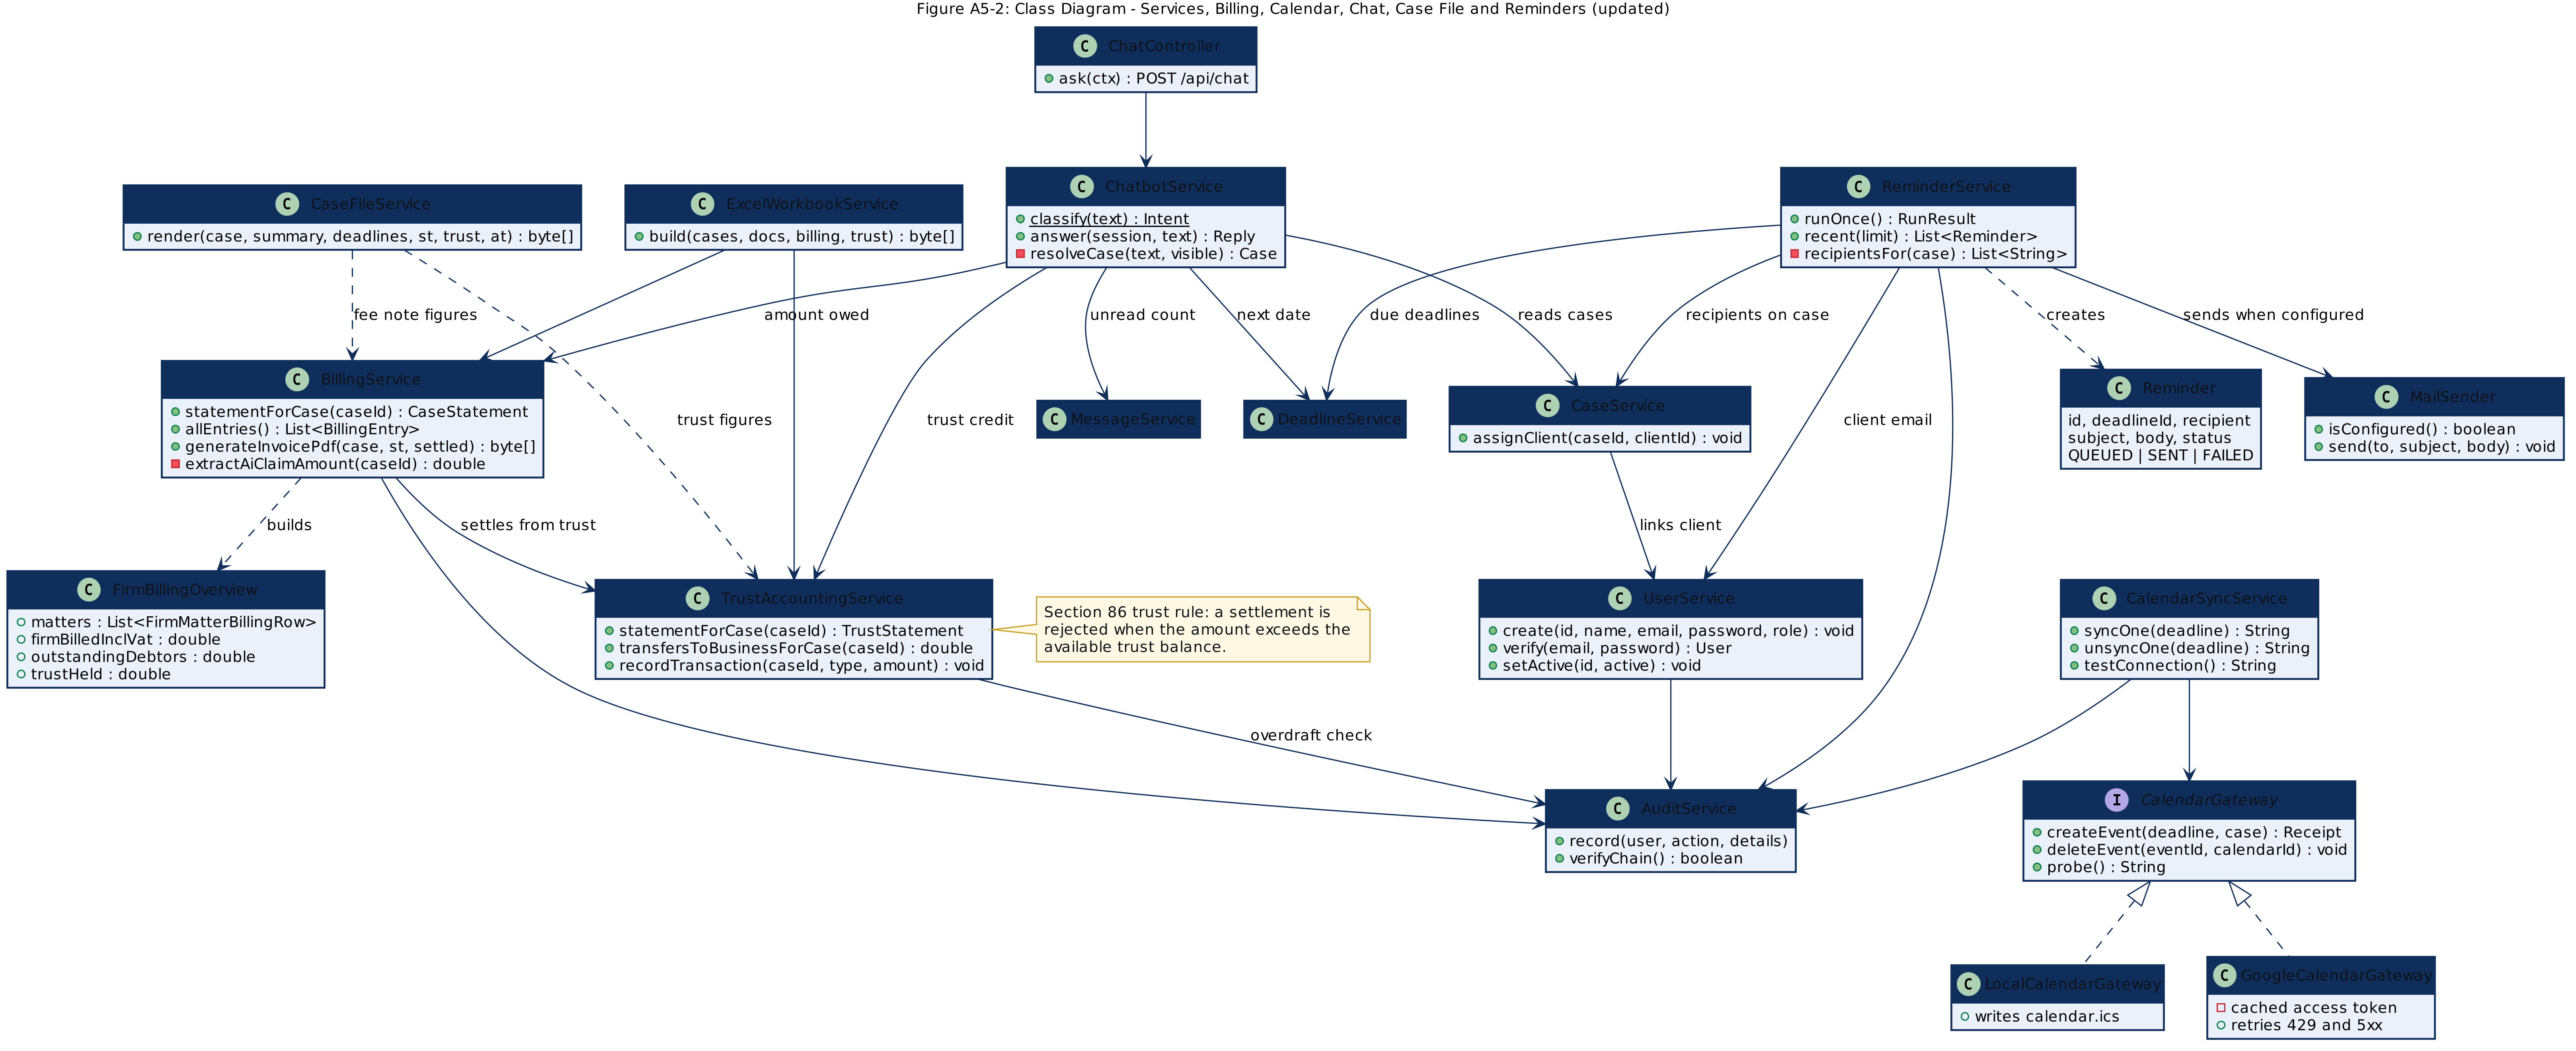 Figure A5-2: Class Diagram - Services, Billing, Calendar, Chat, Case File and Reminders (updated)
C ChatController
ask(ctx) : POST /api/chat
C CaseFileService
render(case, summary, deadlines, st, trust, at) : byte[]
C ExcelWorkbookService
build(cases, docs, billing, trust) : byte[]
C ChatbotService
classify(text) : Intent
answer(session, text) : Reply
resolveCase(text, visible) : Case
C ReminderService
runOnce() : RunResult
recent(limit) : List<Reminder>
recipientsFor(case) : List<String>
fee note figures
amount owed
unread count
next date
due deadlines
reads cases
recipients on case
creates
sends when configured
C BillingService
statementForCase(caseId) : CaseStatement
allEntries() : List<BillingEntry>
generateInvoicePdf(case, st, settled) : byte[]
extractAiClaimAmount(caseId) : double
trust figures
trust credit
C MessageService
C DeadlineService
C CaseService
assignClient(caseId, clientId) : void
client email
C Reminder
id, deadlineId, recipient
subject, body, status
QUEUED | SENT | FAILED
C MailSender
isConfigured() : boolean
send(to, subject, body) : void
builds
settles from trust
links client
C FirmBillingOverview
matters : List<FirmMatterBillingRow>
firmBilledInclVat : double
outstandingDebtors : double
trustHeld : double
C TrustAccountingService
statementForCase(caseId) : TrustStatement
transfersToBusinessForCase(caseId) : double
recordTransaction(caseId, type, amount) : void
Section 86 trust rule: a settlement is
rejected when the amount exceeds the
available trust balance.
C UserService
create(id, name, email, password, role) : void
verify(email, password) : User
setActive(id, active) : void
C CalendarSyncService
syncOne(deadline) : String
unsyncOne(deadline) : String
testConnection() : String
overdraft check
C AuditService
record(user, action, details)
verifyChain() : boolean
I CalendarGateway
createEvent(deadline, case) : Receipt
deleteEvent(eventId, calendarId) : void
probe() : String
C LocalCalendarGateway
writes calendar.ics
C GoogleCalendarGateway
cached access token
retries 429 and 5xx